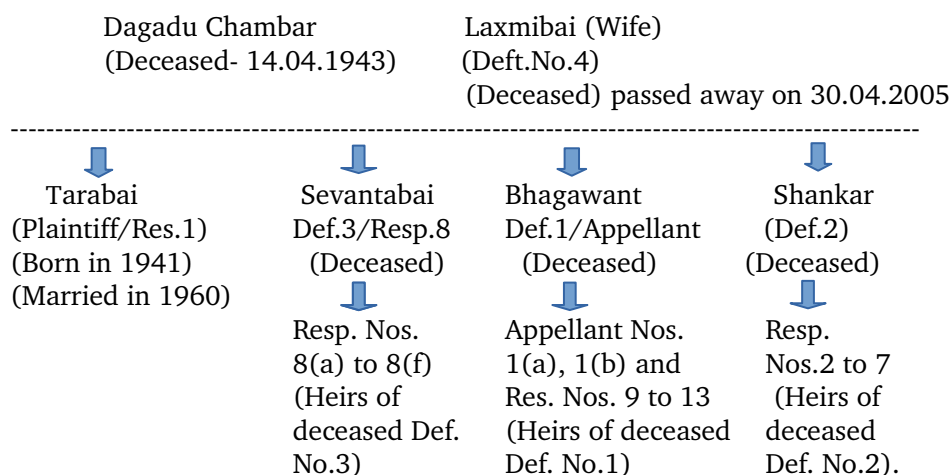 Dagadu Chambar Laxmibai (Wife)
(Deceased- 14.04.1943) (Deft.No.4)
(Deceased) passed away on 30.04.2005
Tarabai
(Plaintiff/Res.1)
(Born in 1941)
(Married in 1960)
Sevantabai
Def.3/Resp.8
(Deceased)
Resp. Nos.
8(a) to 8(f)
(Heirs of
deceased Def.
No.3)
Bhagawant
Def.1/Appellant
(Deceased)
Appellant Nos.
1(a), 1(b) and
Res. Nos. 9 to 13
(Heirs of deceased
Def. No.1)
Shankar
(Def.2)
(Deceased)
Resp.
Nos.2 to 7
(Heirs of
deceased
Def. No.2).